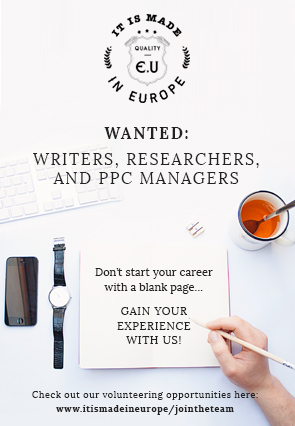 IT IS MADE
QUALITY
€.U
IN EUROPE
WANTED:
WRITERS, RESEARCHERS,
AND PPC MANAGERS
Don't start your career
with a blank page...
GAIN YOUR
EXPERIENCE
WITH US!
Check out our volunteering opportunities here:
www.itismadeineurope/jointheteam